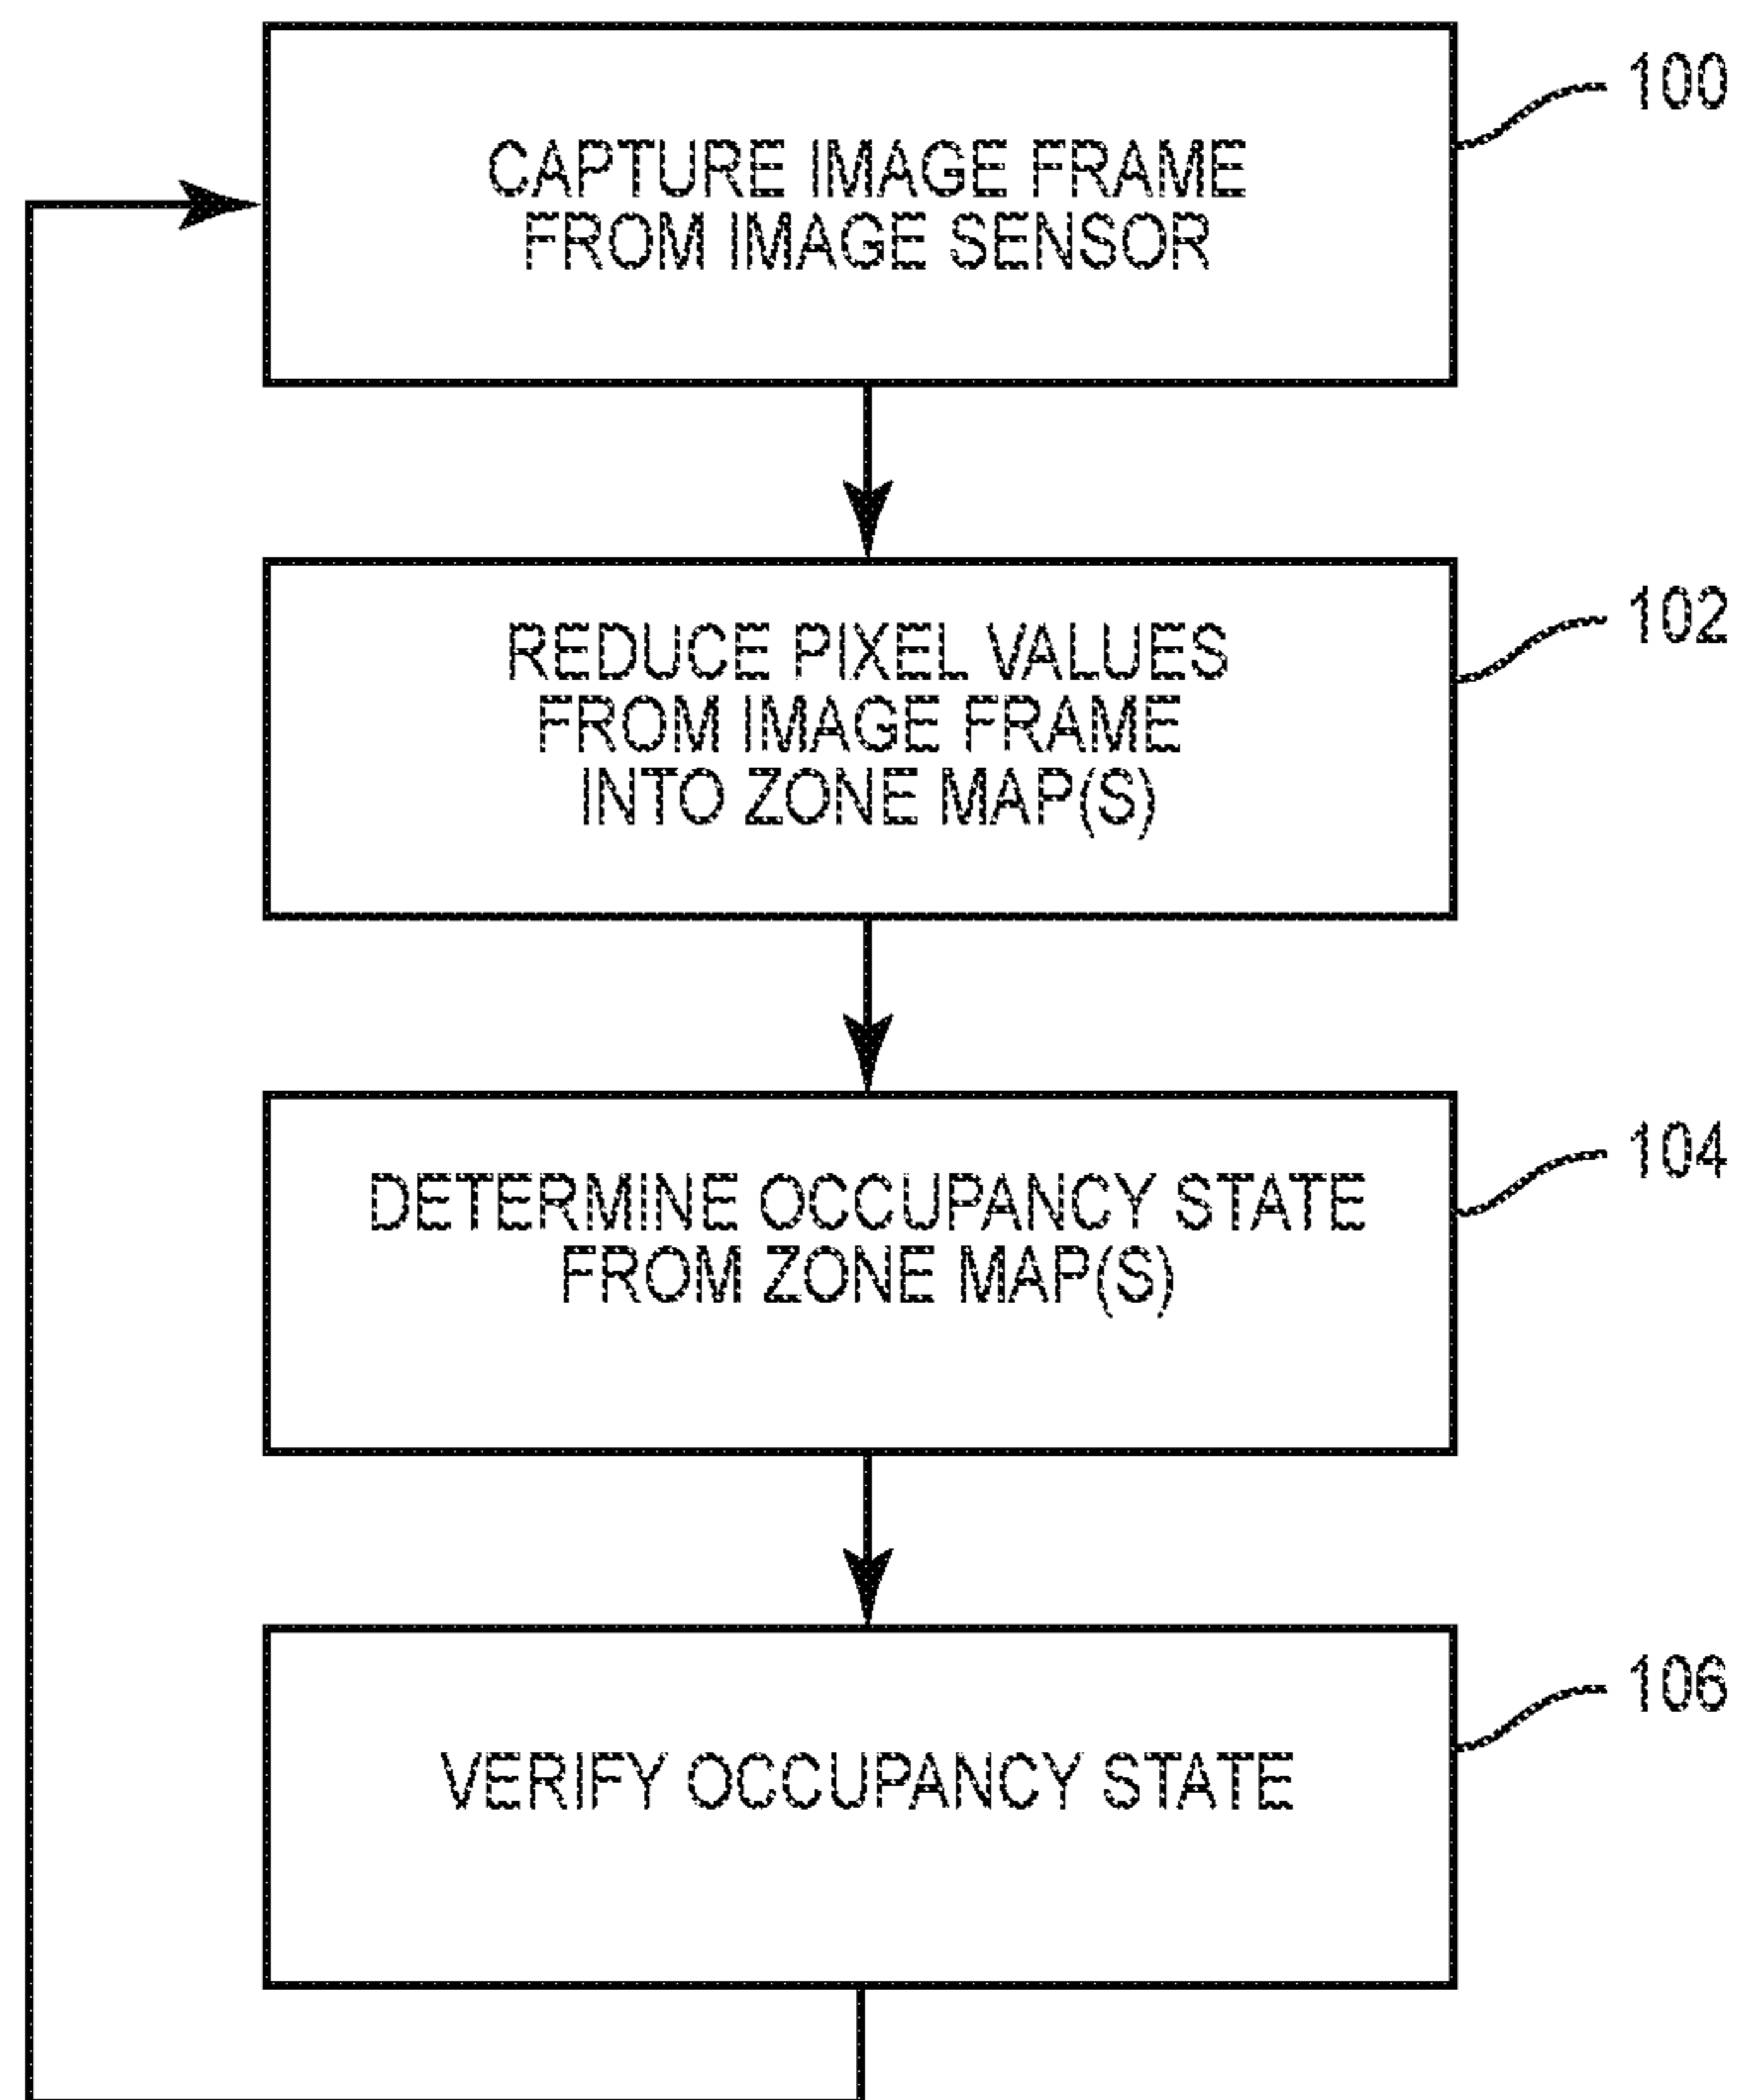 100
CAPTURE IMAGE FRAME
FROM IMAGE SENSOR
102
REDUCE PIXEL VALUES
FROM IMAGE FRAME
INTO ZONE MAP(S)
104
DETERMINE OCCUPANCY STATE
FROM ZONE MAP(S)
106
VERIFY OCCUPANCY STATE